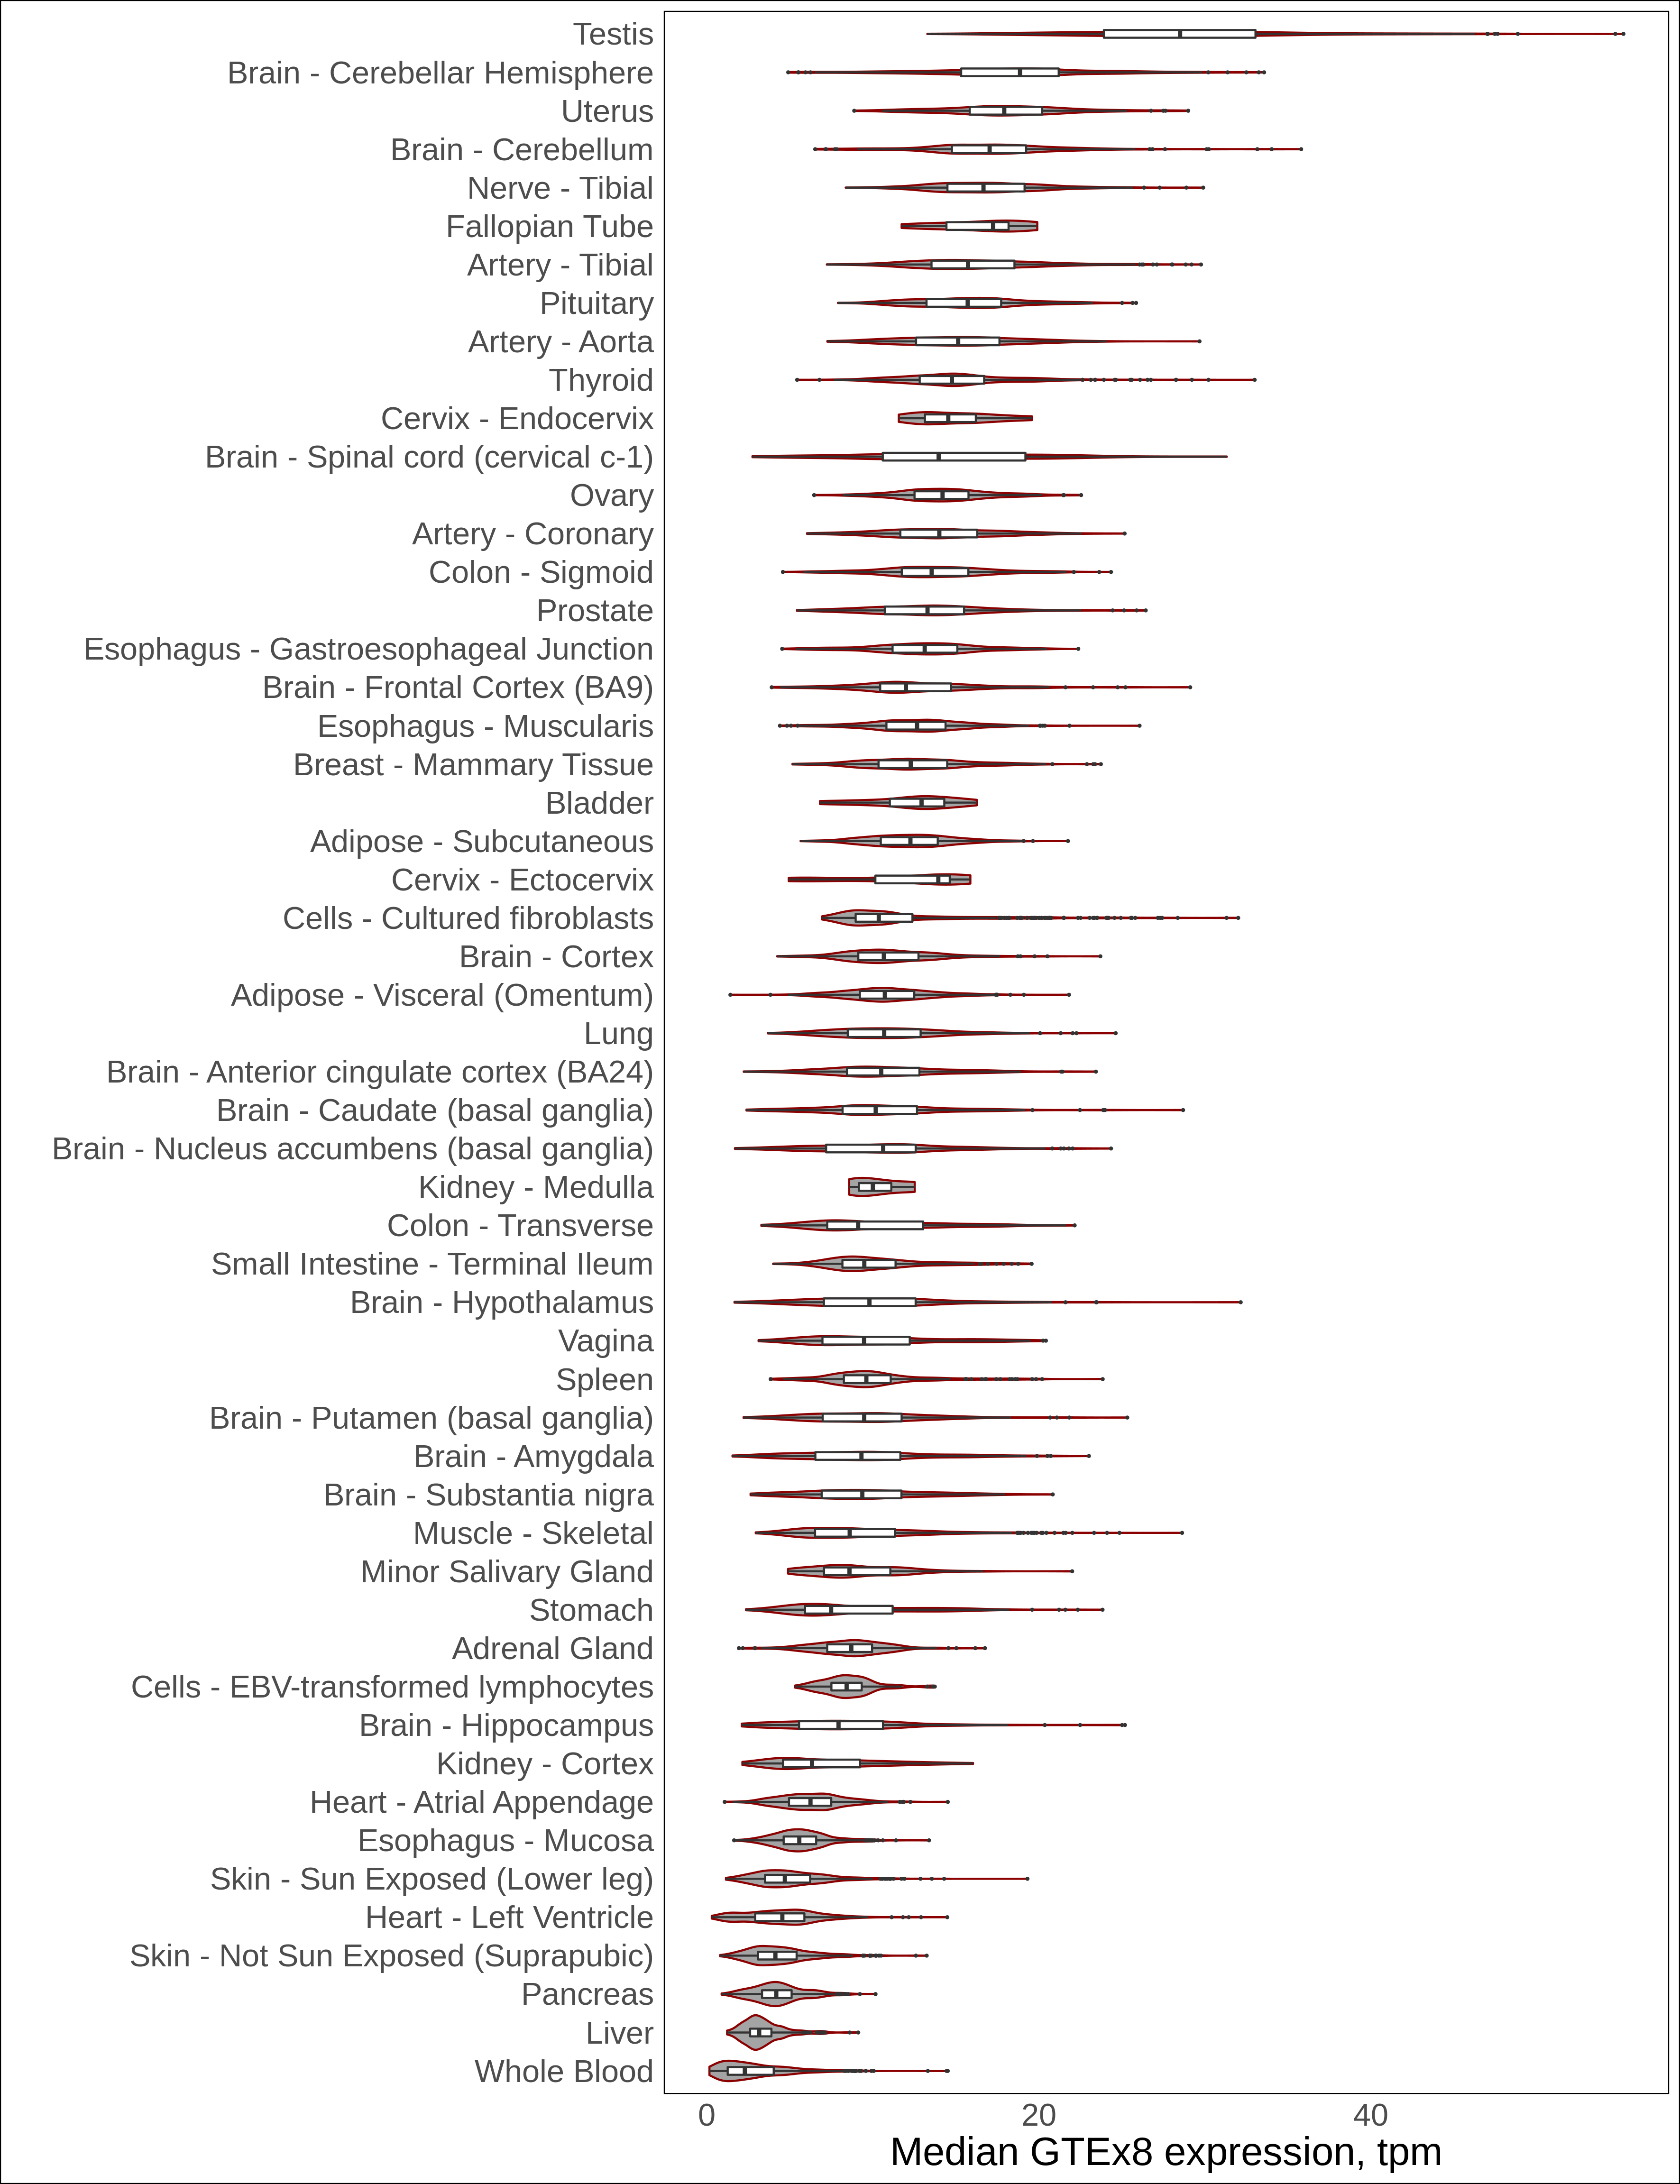 Testis
Brain - Cerebellar Hemisphere
Uterus
Brain - Cerebellum
Nerve - Tibial
Fallopian Tube
Artery - Tibial
Pituitary
Artery - Aorta
Thyroid
Cervix - Endocervix
Brain - Spinal cord (cervical c-1)
Ovary
Artery - Coronary
Colon - Sigmoid
Prostate
Esophagus - Gastroesophageal Junction
Brain - Frontal Cortex (BA9)
Esophagus - Muscularis
Breast - Mammary Tissue
Bladder
Adipose - Subcutaneous
Cervix - Ectocervix
Cells - Cultured fibroblasts
Brain - Cortex
Adipose - Visceral (Omentum)
Lung
Brain - Anterior cingulate cortex (BA24)
Brain - Caudate (basal ganglia)
Brain - Nucleus accumbens (basal ganglia)
Kidney - Medulla
Colon - Transverse
Small Intestine - Terminal Ileum
Brain - Hypothalamus
Vagina
Spleen
Brain - Putamen (basal ganglia)
Brain - Amygdala
Brain - Substantia nigra
Muscle - Skeletal
Minor Salivary Gland
Stomach
Adrenal Gland
Cells - EBV-transformed lymphocytes
Brain - Hippocampus
Kidney - Cortex
Heart - Atrial Appendage
Esophagus - Mucosa
Skin - Sun Exposed (Lower leg)
Heart - Left Ventricle
Skin - Not Sun Exposed (Suprapubic)
Pancreas
Liver
Whole Blood
0 20 40
Median GTEx8 expression, tpm